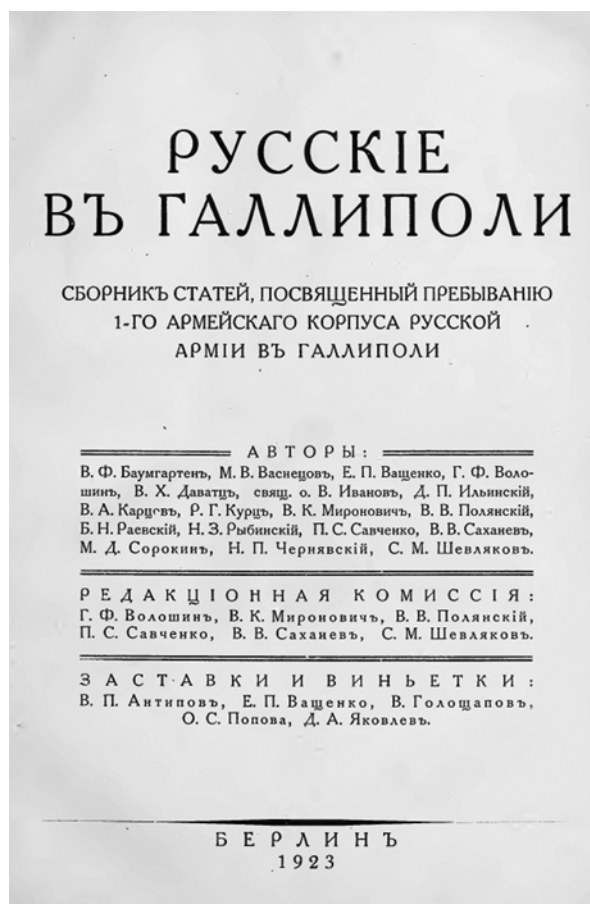 РУССКІЕ
ВЪ ГАЛЛИПОЛИ
СБОРНИКЪ СТАТЕЙ, ПОСВЯЩЕННЫЙ ПРЕБЫВАНІЮ
1-ГО АРМЕЙСКАГО КОРПУСА РУССКОЙ
АРМІИ ВЪ ГАЛЛИПОЛИ
АВТОРЫ:
В. Ф. Баумгартенъ, М. В. Васнецовъ, Е. П. Ващенко, Г. Ф. Воло-
шинъ, В. Х. Даватцъ, свящ. о. В. Ивановъ, Д. П. Ильинскій,
В. А. Карцевъ, Р. Г. Курцъ, В. К. Мироновичъ, В. В. Полянскій,
Б. Н. Раевскій, Н. З. Рыбинскій, П. С. Савченко, В. В. Саханевъ,
М. Д. Сорокинъ, Н. П. Чернявскій, С. М. Шевляковъ.
РЕДАКЦІОННАЯ КОМИССІЯ:
Г. Ф. Волошинъ, В. К. Мироновичъ, В. В. Полянскій,
П. С. Савченко, В. В. Саханевъ, С. М. Шевляковъ.
ЗАСТАВКИ И ВИНЬЕТКИ:
В. П. Антиповъ, Е. П. Ващенко, В. Голощаповъ,
О. С. Попова, Д. А. Яковлевъ.
БЕРЛИНЪ
1923